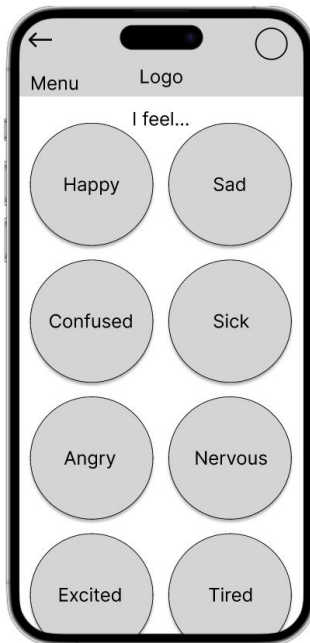 Logo
Menu
I feel...
Happy Sad
Confused Sick
Angry Nervous
Excited Tired